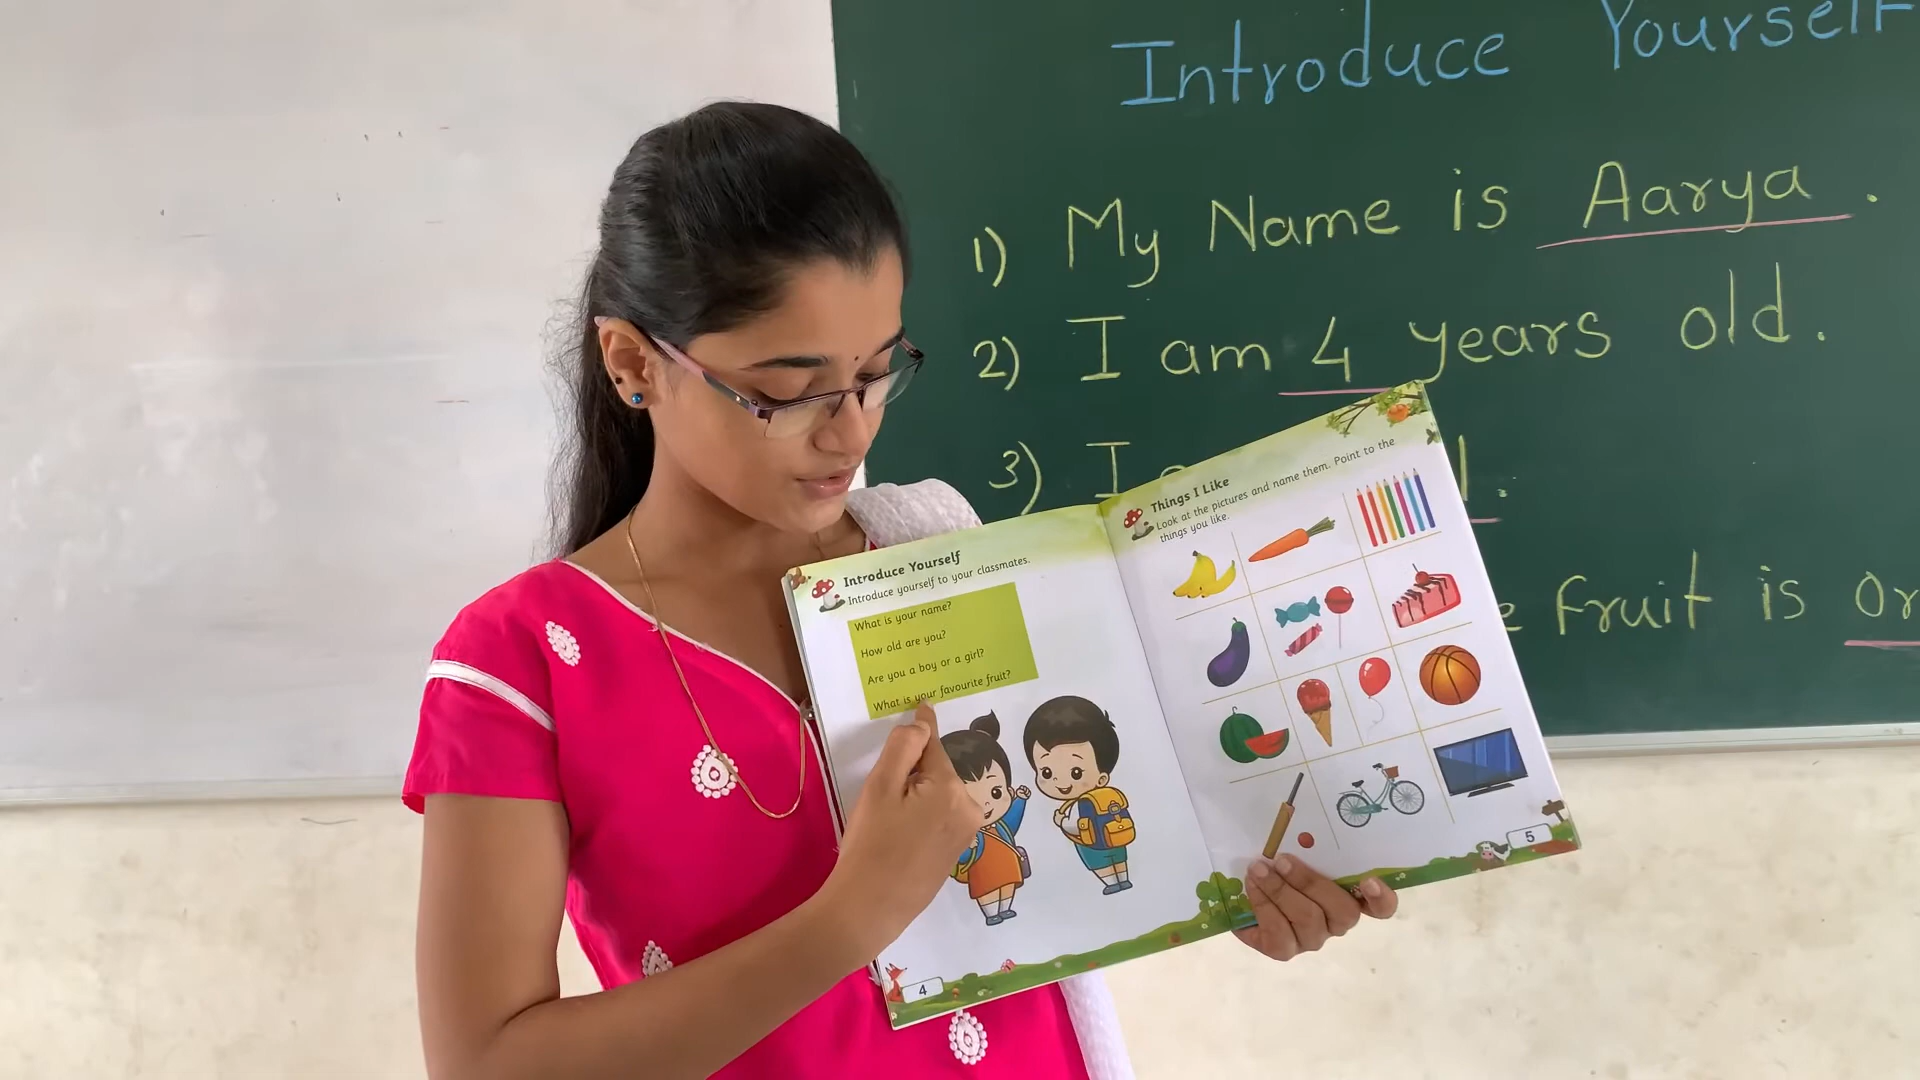 Introduce Yourself
1) My Name is Aarya.
2) I am 4 years old.
3) I
fruit is
Introduce Yourself
Introduce yourself to your classmates.
What is your name?
How old are you?
Are you a boy or a girl?
What is your favourite fruit?
4
Things I Like
Look at the pictures and name them. Point to the
things you like.
5